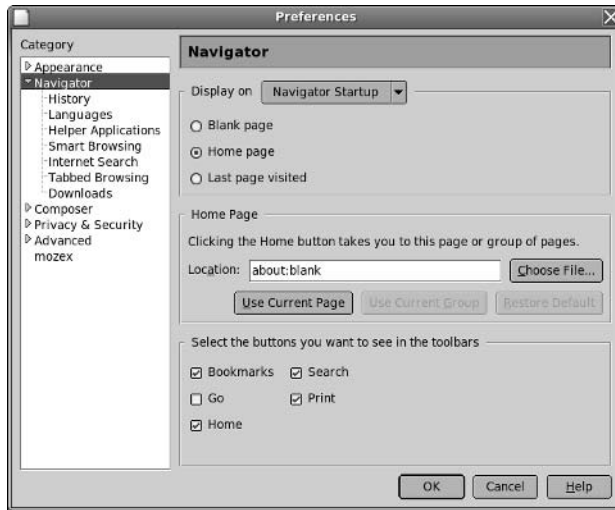 Preferences
Category
Appearance
Navigator
History
Languages
Helper Applications
Smart Browsing
Internet Search
Tabbed Browsing
Downloads
Composer
Privacy & Security
Advanced
mozex
Navigator
Display on Navigator Startup
Blank page
Home page
Last page visited
Home Page
Clicking the Home button takes you to this page or group of pages.
Location: about:blank Choose File...
Use Current Page Use Current Group Restore Default
Select the buttons you want to see in the toolbars
Bookmarks Search
Go Print
Home
OK Cancel Help